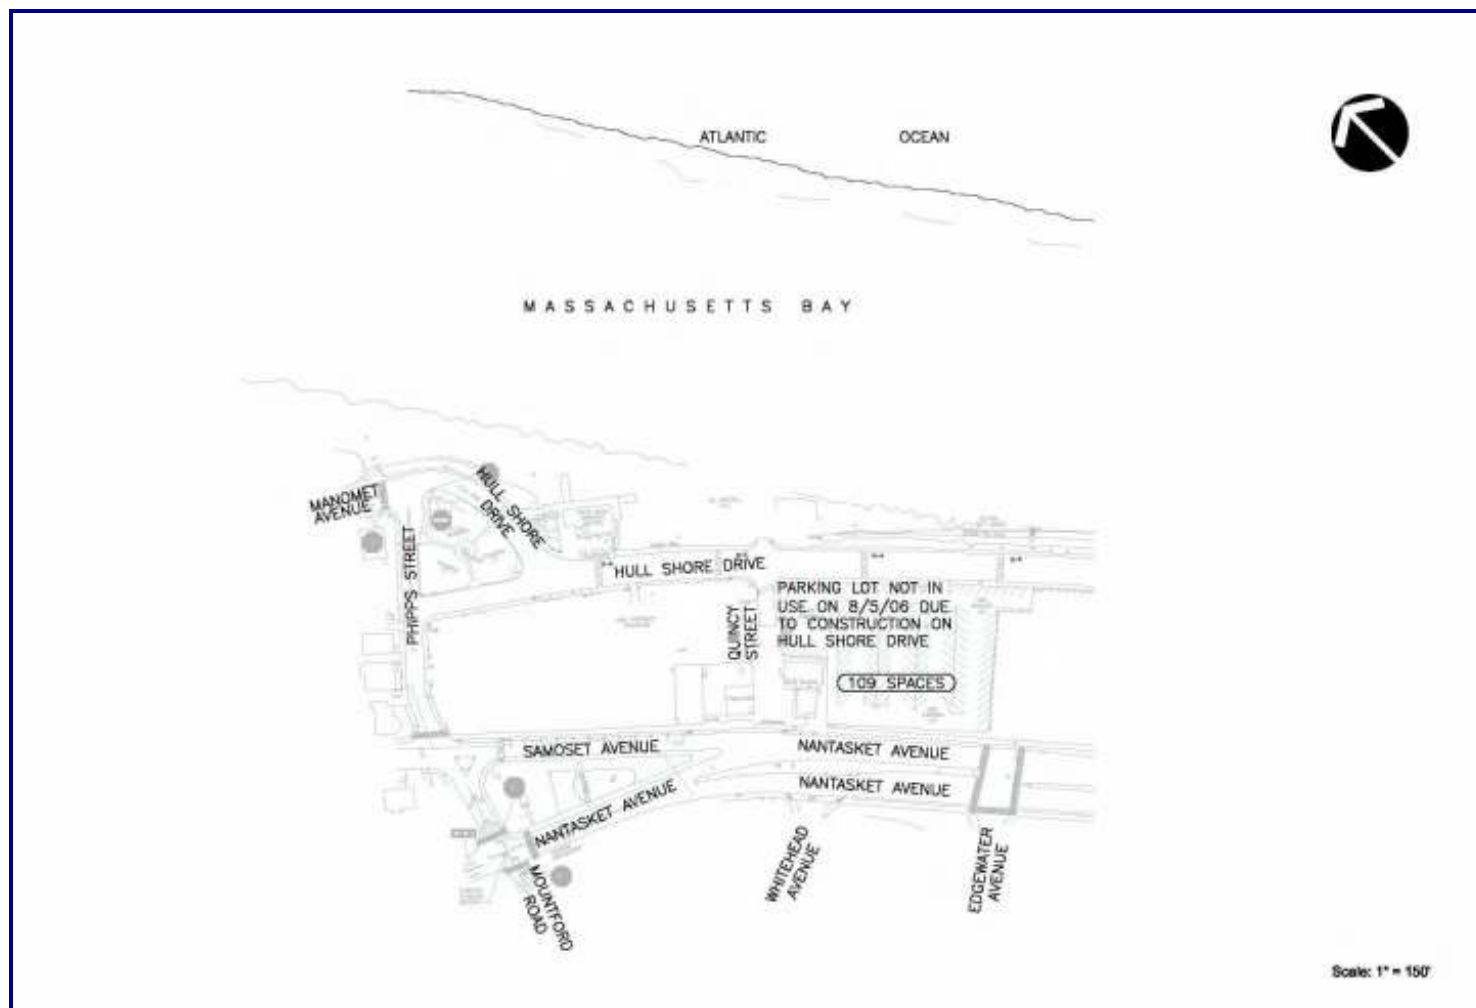 ATLANTIC OCEAN
MASSACHUSETTS BAY
MANOMET
AVENUE
HULL SHORE
DRIVE
PHIPPS STREET
HULL SHORE DRIVE
QUINCY
STREET
PARKING LOT NOT IN
USE ON 8/5/06 DUE
TO CONSTRUCTION ON
HULL SHORE DRIVE
109 SPACES
SAMOSET AVENUE
NANTASKET AVENUE
NANTASKET AVENUE
NANTASKET AVENUE
MOUNTFORD
ROAD
WHITEHEAD
AVENUE
EDGEWATER
AVENUE
Scale: 1" = 150'